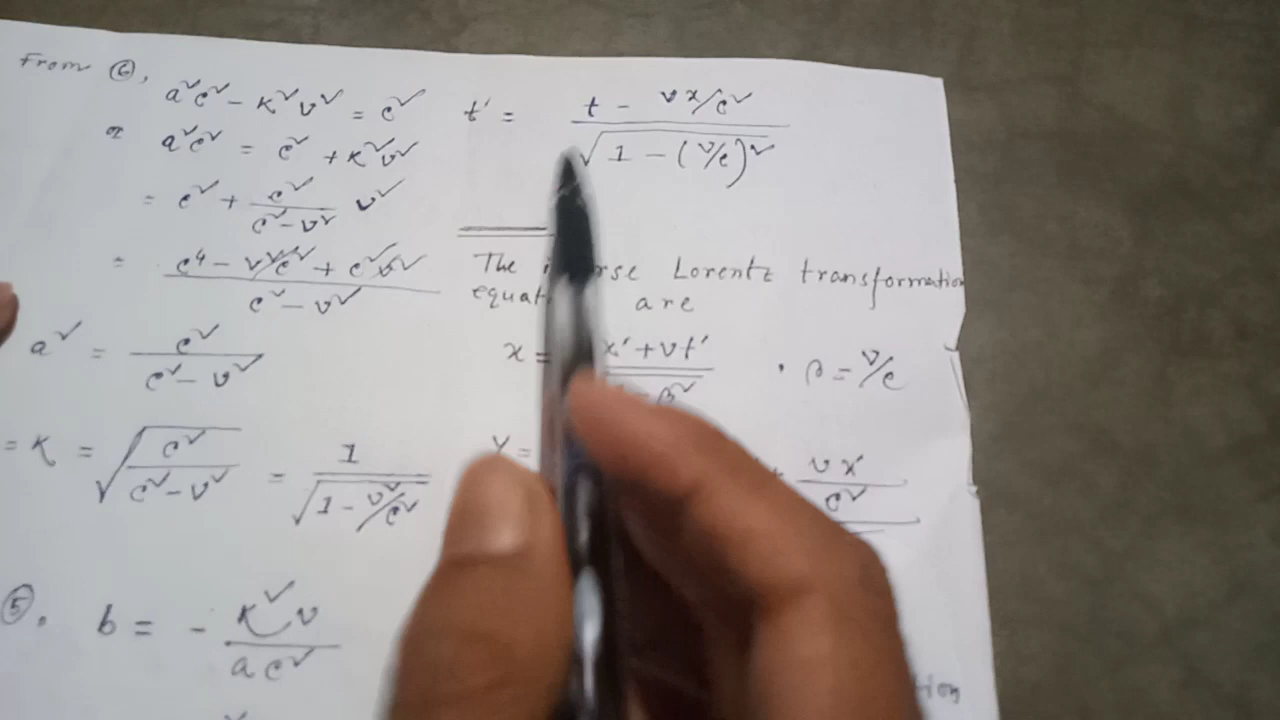 From ⑥,
a²c² - K²v² = c²
or a²c² = c² + K²v²
= c² + c²/(c² - v²) v²
= (c⁴ - v²c² + c²v²)/(c² - v²)
a² = c²/(c² - v²)
= K = √(c²/(c² - v²)) = 1/√(1 - v²/c²)
⑤. b = - K²v/(ac²)
t' = (t - vx/c²)/√(1 - (v/c)²)
The Lorentz transformation
are
x = x' + vt'
β² · β = v/c
Y =
vx/c²